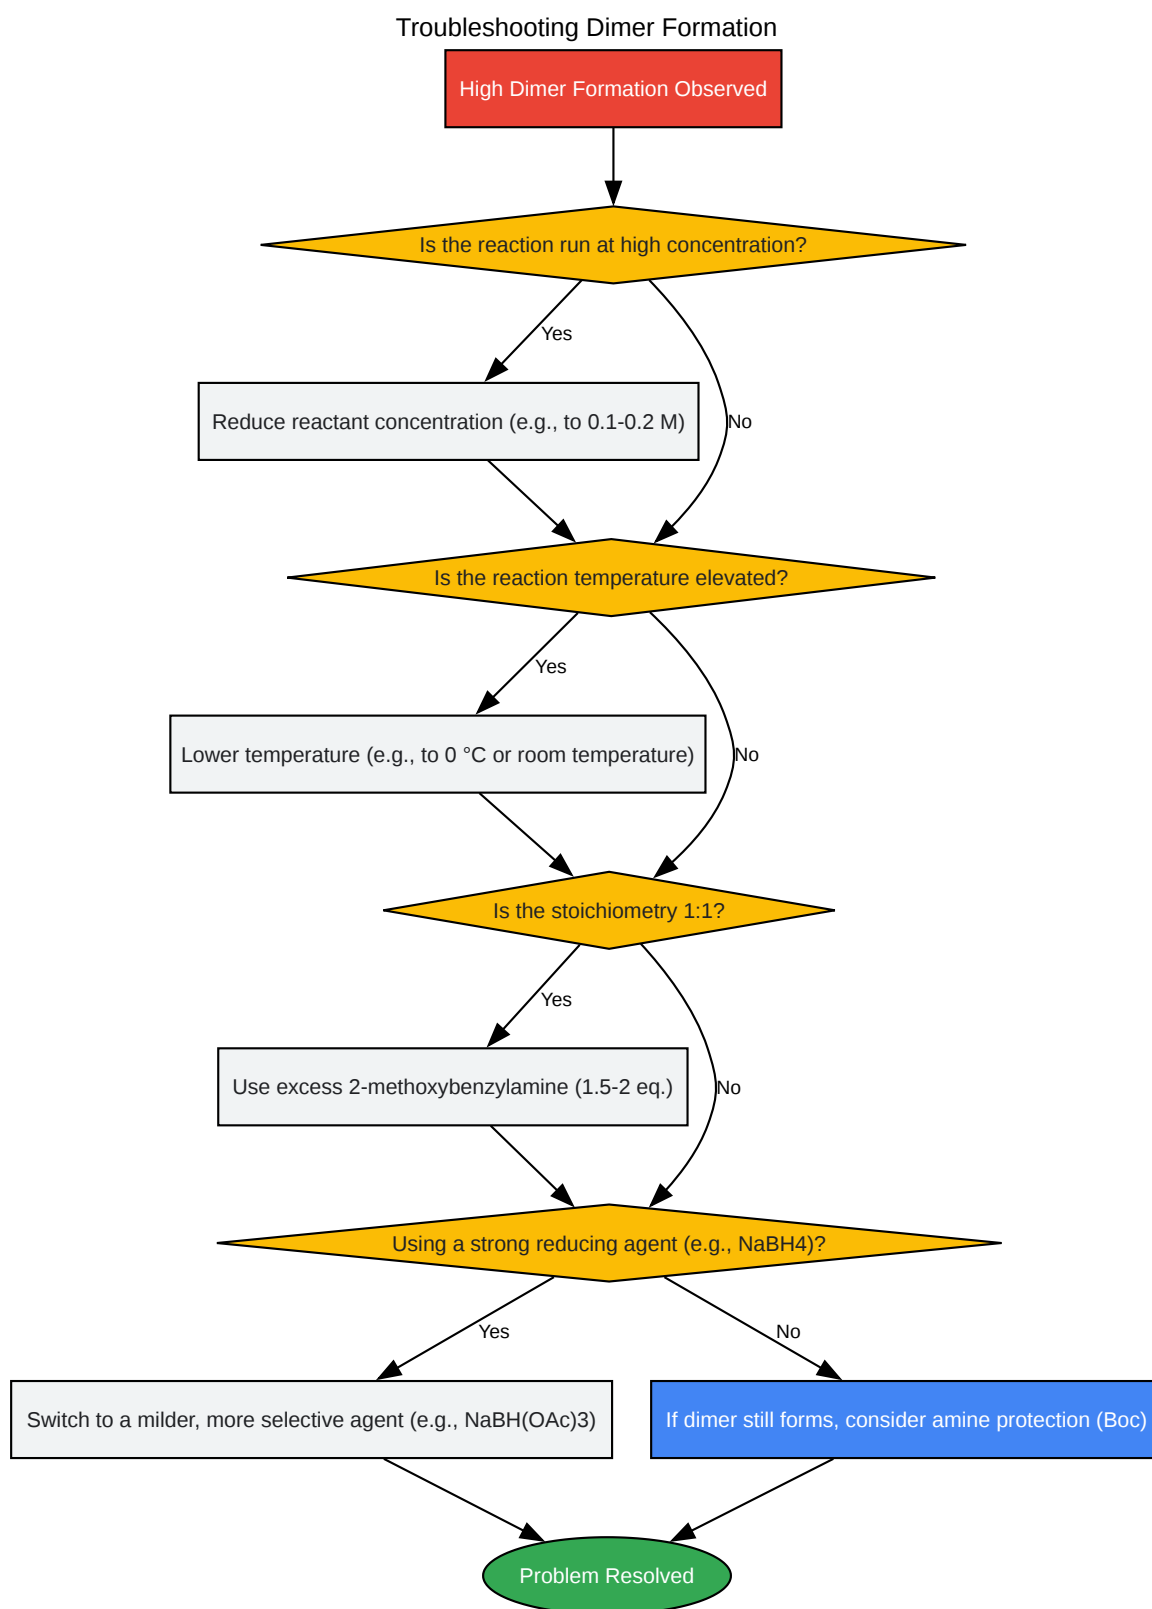 Troubleshooting Dimer Formation
High Dimer Formation Observed
Is the reaction run at high concentration?
Yes
Reduce reactant concentration (e.g., to 0.1-0.2 M)
No
Is the reaction temperature elevated?
Yes
Lower temperature (e.g., to 0 °C or room temperature)
No
Is the stoichiometry 1:1?
Yes
Use excess 2-methoxybenzylamine (1.5-2 eq.)
No
Using a strong reducing agent (e.g., NaBH4)?
Yes
No
Switch to a milder, more selective agent (e.g., NaBH(OAc)3)
If dimer still forms, consider amine protection (Boc)
Problem Resolved